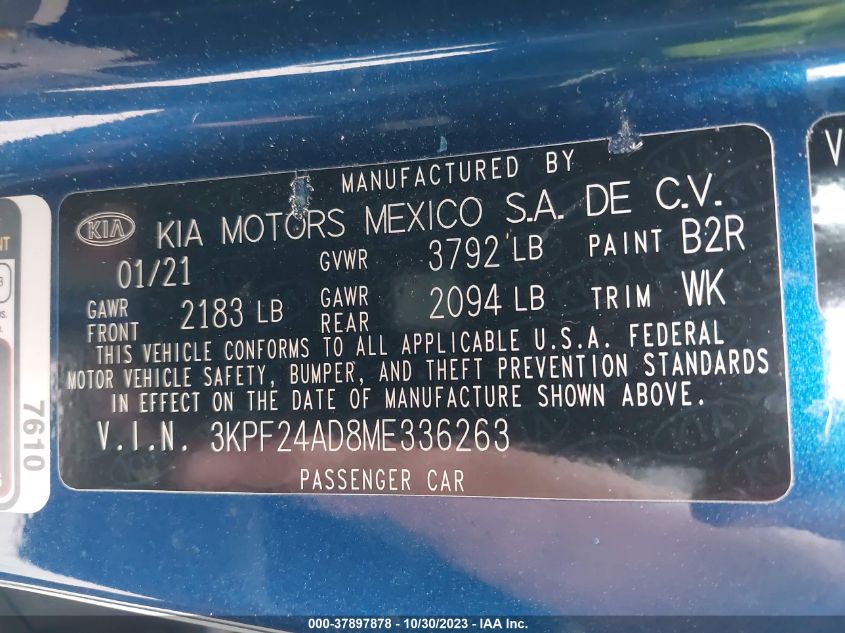 MANUFACTURED BY
KIA KIA MOTORS MEXICO S.A. DE C.V.
01/21 GVWR 3792 LB PAINT B2R
GAWR FRONT 2183 LB GAWR REAR 2094 LB TRIM WK
THIS VEHICLE CONFORMS TO ALL APPLICABLE U.S.A. FEDERAL
MOTOR VEHICLE SAFETY, BUMPER, AND THEFT PREVENTION STANDARDS
IN EFFECT ON THE DATE OF MANUFACTURE SHOWN ABOVE.
V.I.N. 3KPF24AD8ME336263
PASSENGER CAR
7610
000-37897878 - 10/30/2023 - IAA Inc.